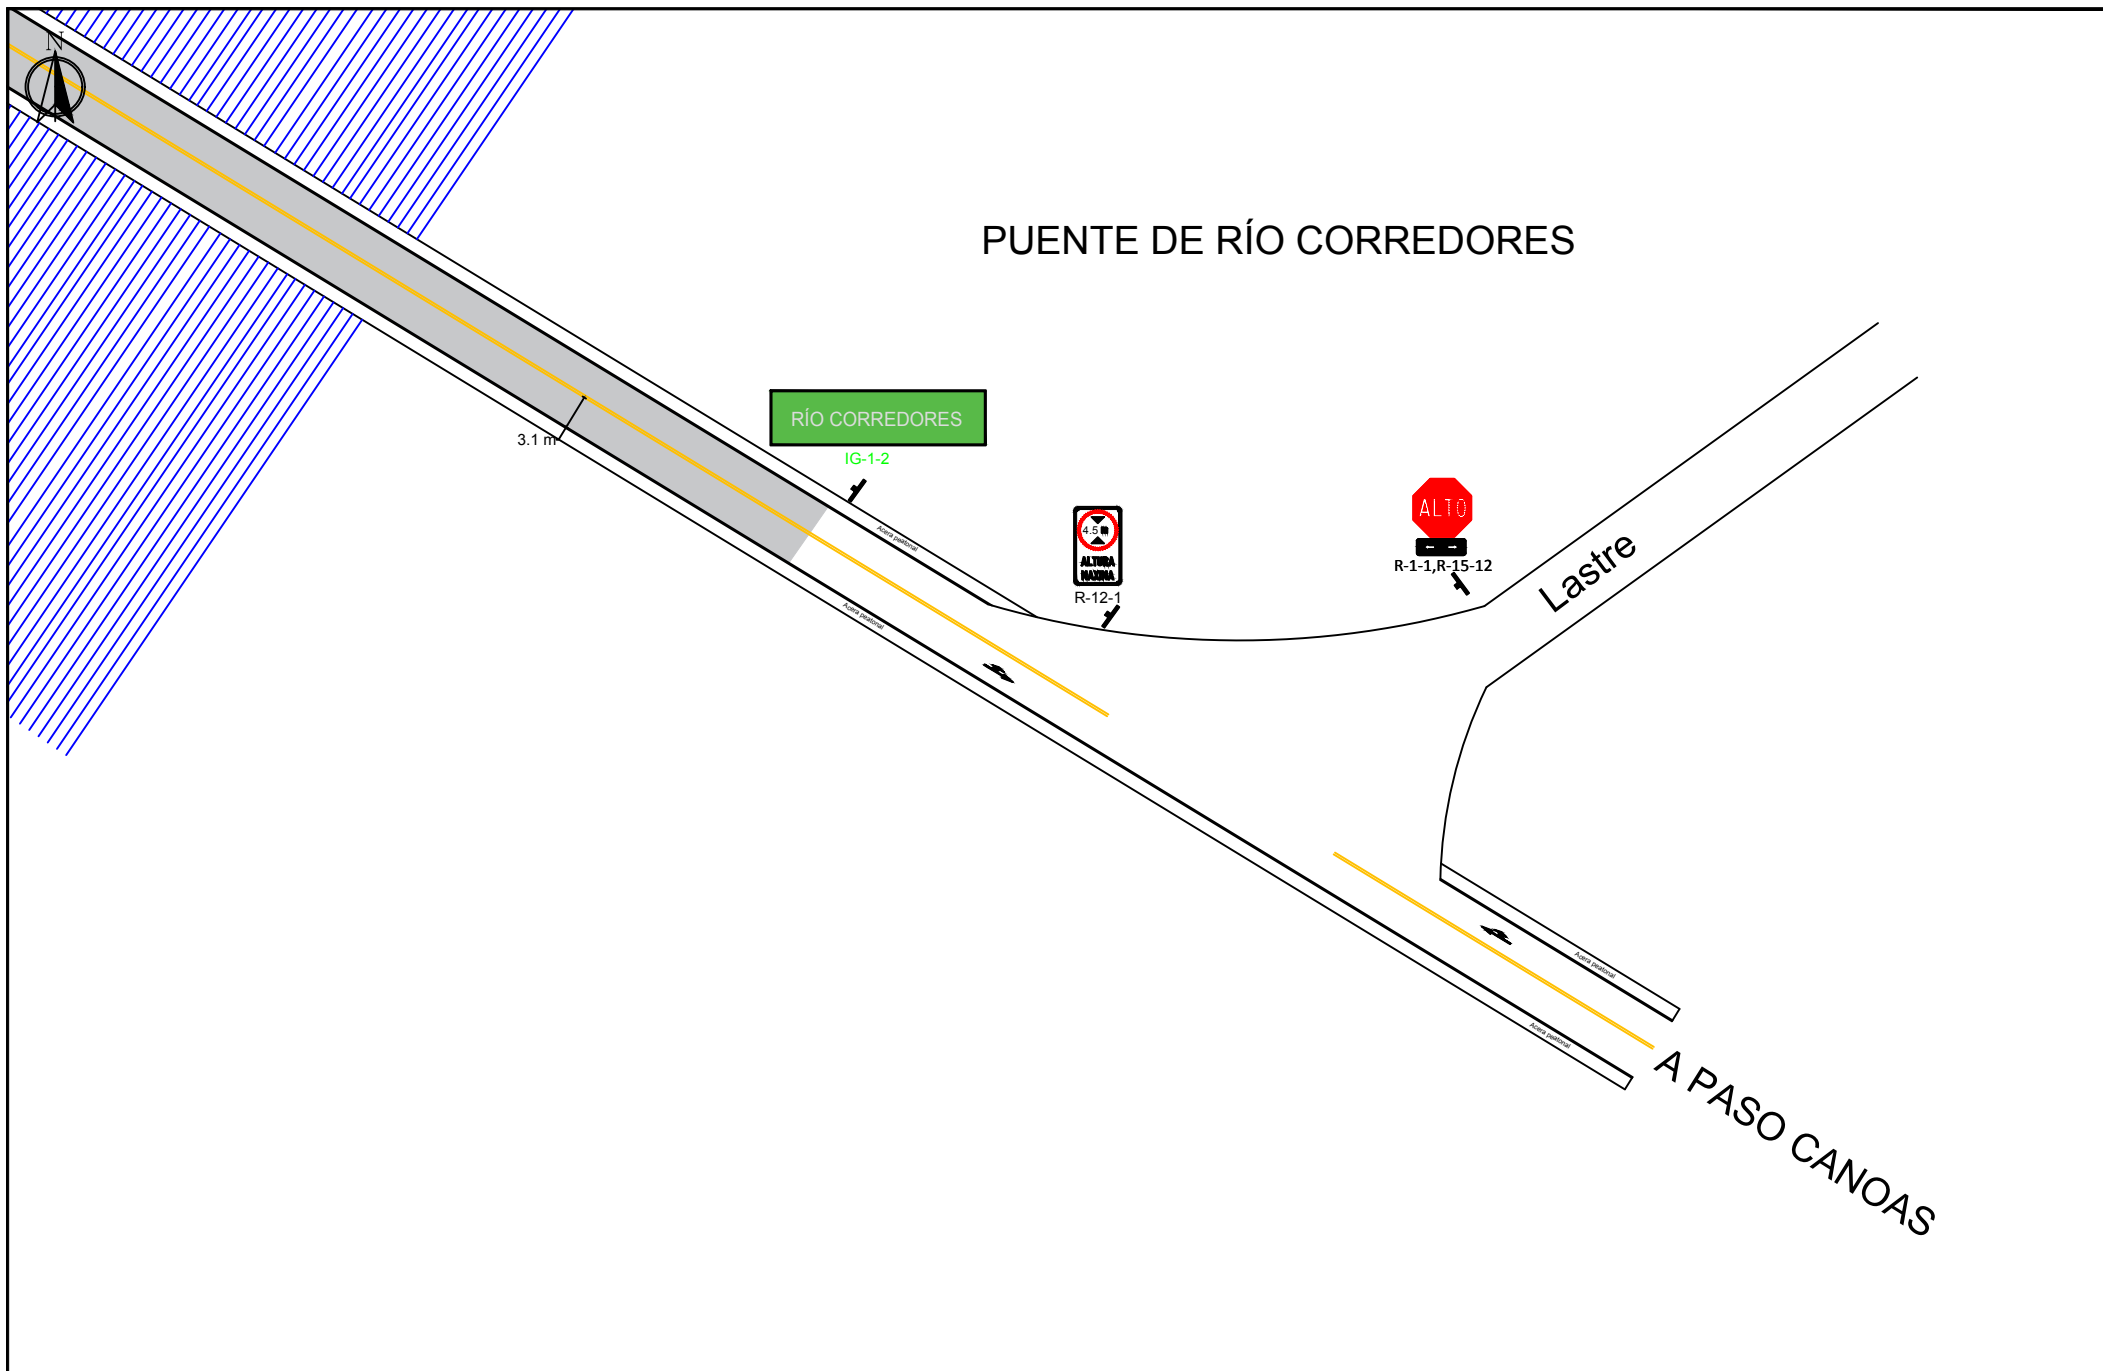 N
PUENTE DE RÍO CORREDORES
RÍO CORREDORES
IG-1-2
3.1 m
4.5 m
ALTURA
MAXIMA
R-12-1
ALTO
R-1-1,R-15-12
Lastre
Acera peatonal
Acera peatonal
Acera peatonal
Acera peatonal
A PASO CANOAS